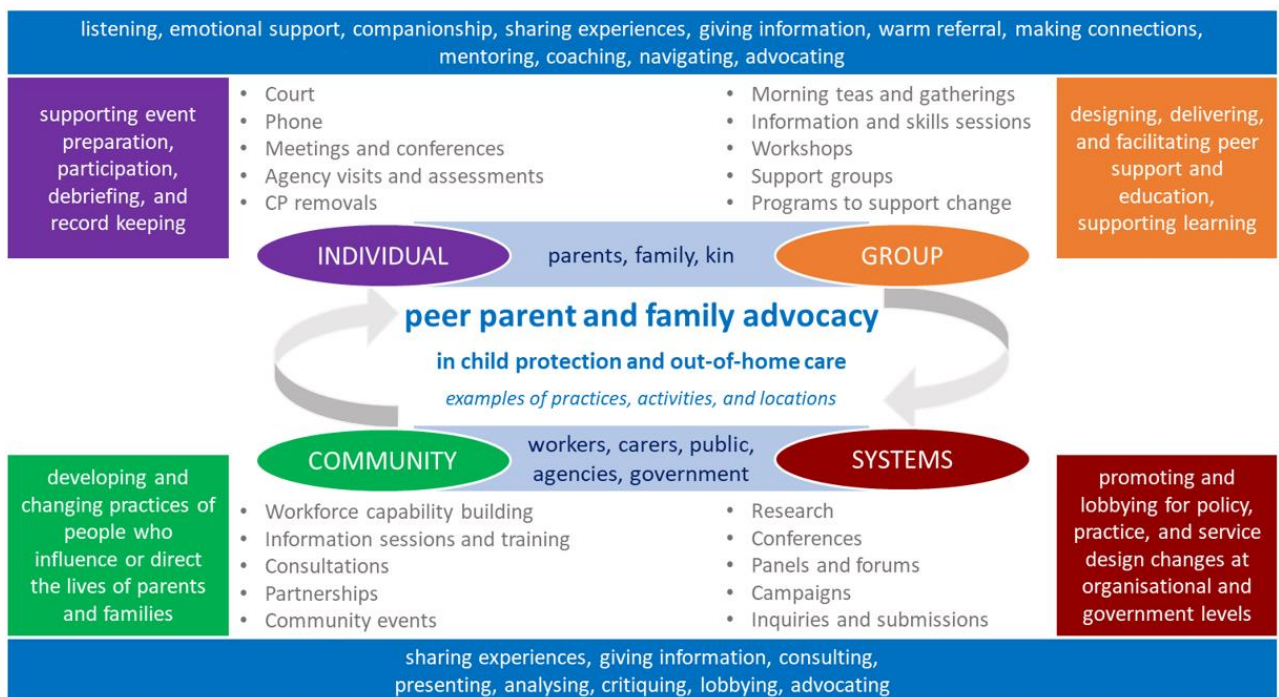 listening, emotional support, companionship, sharing experiences, giving information, warm referral, making connections,
mentoring, coaching, navigating, advocating
supporting event
preparation,
participation,
debriefing, and
record keeping
• Court
• Phone
• Meetings and conferences
• Agency visits and assessments
• CP removals
• Morning teas and gatherings
• Information and skills sessions
• Workshops
• Support groups
• Programs to support change
designing, delivering,
and facilitating peer
support and
education,
supporting learning
INDIVIDUAL
parents, family, kin
GROUP
peer parent and family advocacy
in child protection and out-of-home care
examples of practices, activities, and locations
COMMUNITY
workers, carers, public,
agencies, government
SYSTEMS
developing and
changing practices of
people who
influence or direct
the lives of parents
and families
• Workforce capability building
• Information sessions and training
• Consultations
• Partnerships
• Community events
• Research
• Conferences
• Panels and forums
• Campaigns
• Inquiries and submissions
promoting and
lobbying for policy,
practice, and service
design changes at
organisational and
government levels
sharing experiences, giving information, consulting,
presenting, analysing, critiquing, lobbying, advocating